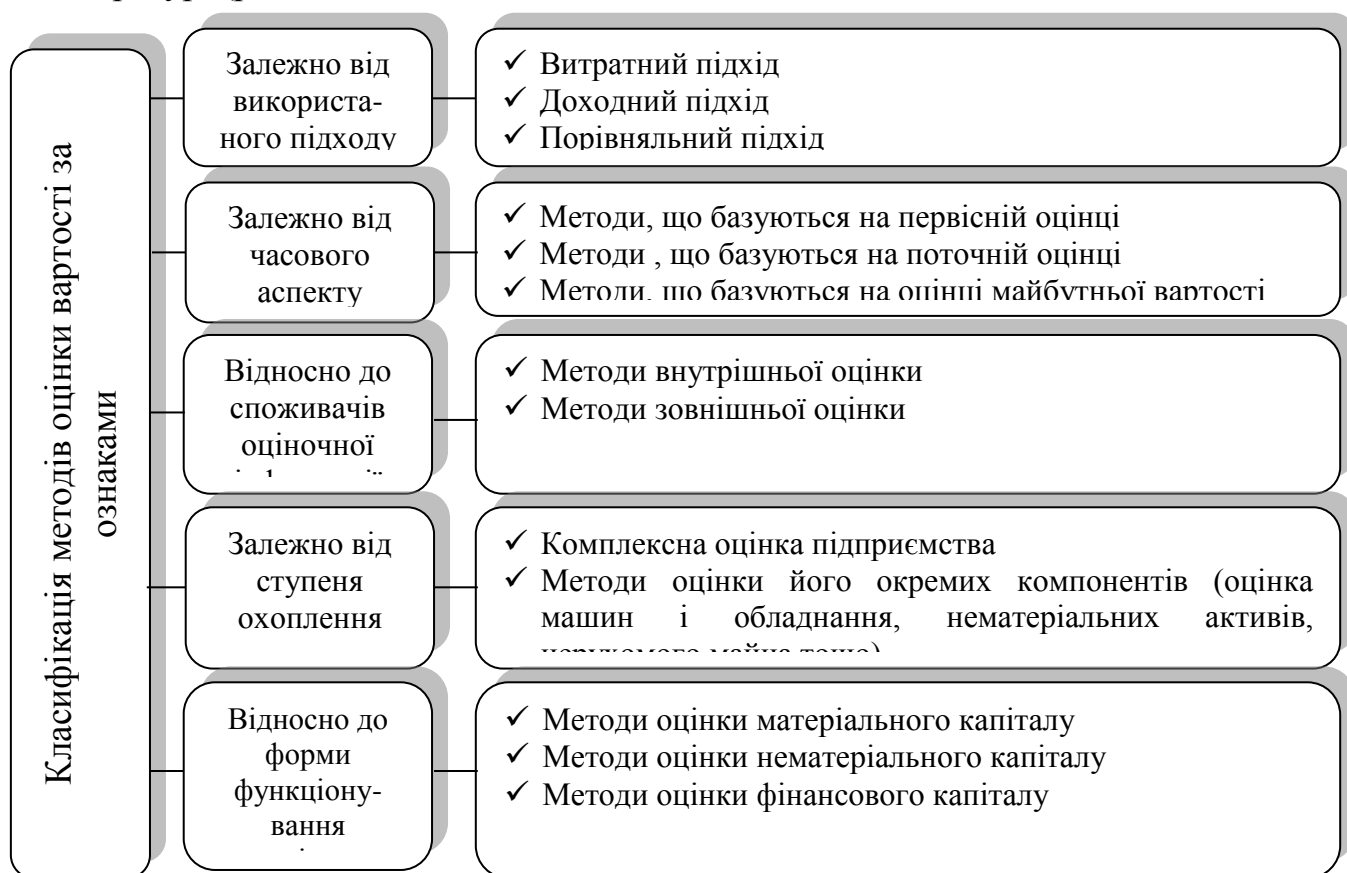 Класифікація методів оцінки вартості за
ознаками
Залежно від
використа-
ного підходу
✓ Витратний підхід
✓ Доходний підхід
✓ Порівняльний підхід
Залежно від
часового
аспекту
✓ Методи, що базуються на первісній оцінці
✓ Методи , що базуються на поточній оцінці
✓ Методи, що базуються на оцінці майбутньої вартості
Відносно до
споживачів
оціночної
✓ Методи внутрішньої оцінки
✓ Методи зовнішньої оцінки
Залежно від
ступеня
охоплення
✓ Комплексна оцінка підприємства
✓ Методи оцінки його окремих компонентів (оцінка
машин і обладнання, нематеріальних активів,
нерухомого майна тощо)
Відносно до
форми
функціону-
вання
✓ Методи оцінки матеріального капіталу
✓ Методи оцінки нематеріального капіталу
✓ Методи оцінки фінансового капіталу